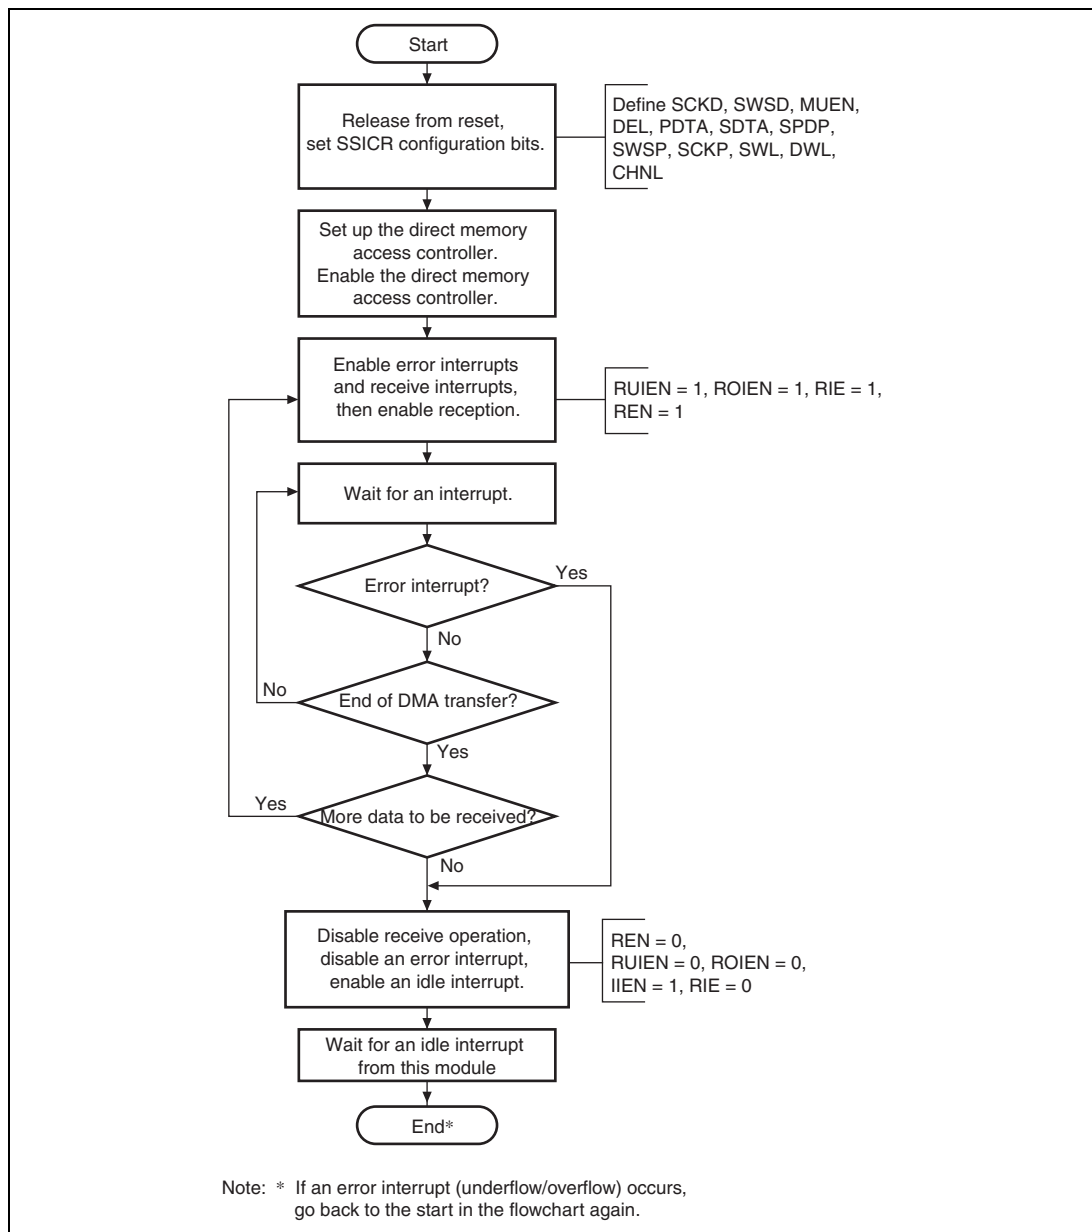 Start
Release from reset,
set SSICR configuration bits.
Define SCKD, SWSD, MUEN,
DEL, PDTA, SDTA, SPDP,
SWSP, SCKP, SWL, DWL,
CHNL
Set up the direct memory
access controller.
Enable the direct memory
access controller.
Enable error interrupts
and receive interrupts,
then enable reception.
RUIEN = 1, ROIEN = 1, RIE = 1,
REN = 1
Wait for an interrupt.
Error interrupt?
Yes
No
End of DMA transfer?
No
Yes
More data to be received?
Yes
No
Disable receive operation,
disable an error interrupt,
enable an idle interrupt.
REN = 0,
RUIEN = 0, ROIEN = 0,
IIEN = 1, RIE = 0
Wait for an idle interrupt
from this module
End*
Note: * If an error interrupt (underflow/overflow) occurs,
go back to the start in the flowchart again.